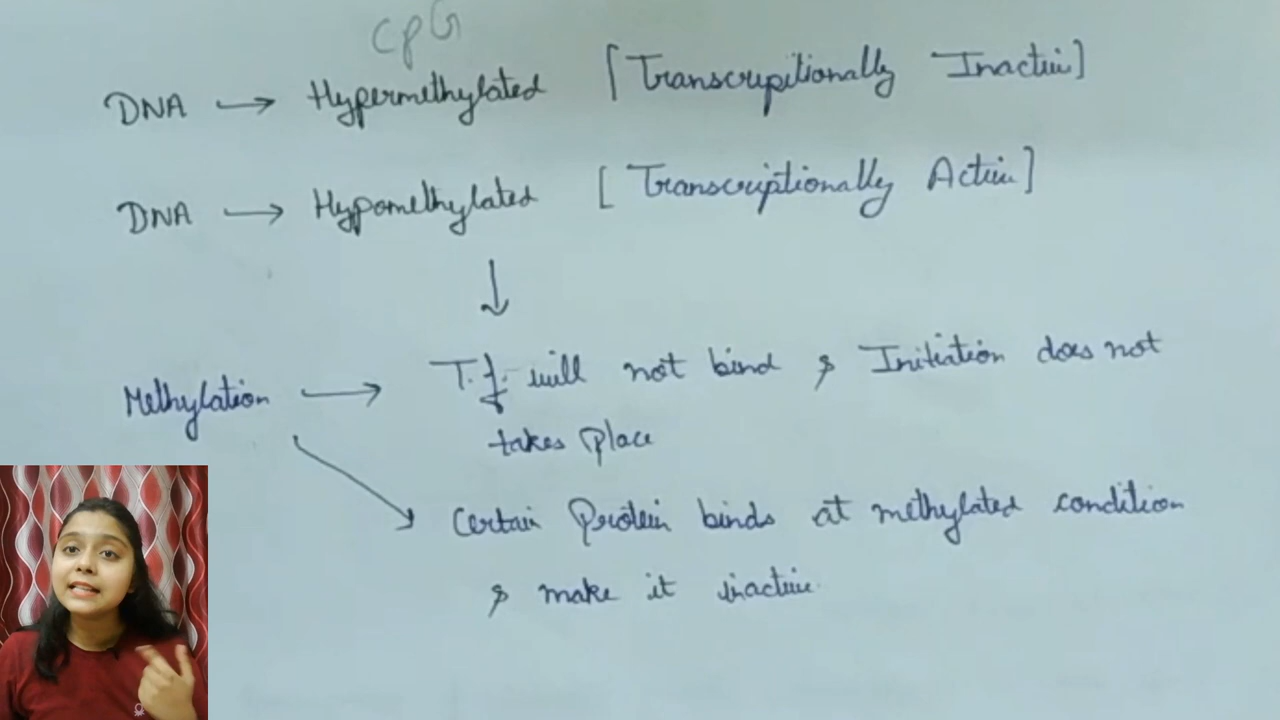 CpG
DNA → Hypermethylated [Transcripitionally Inactive]
DNA → Hypomethylated [Transcriptionally Active]
↓
Methylation → T.f. will not bind & Initiation does not
takes place
Certain Protein binds at methylated condition
& make it inactive.